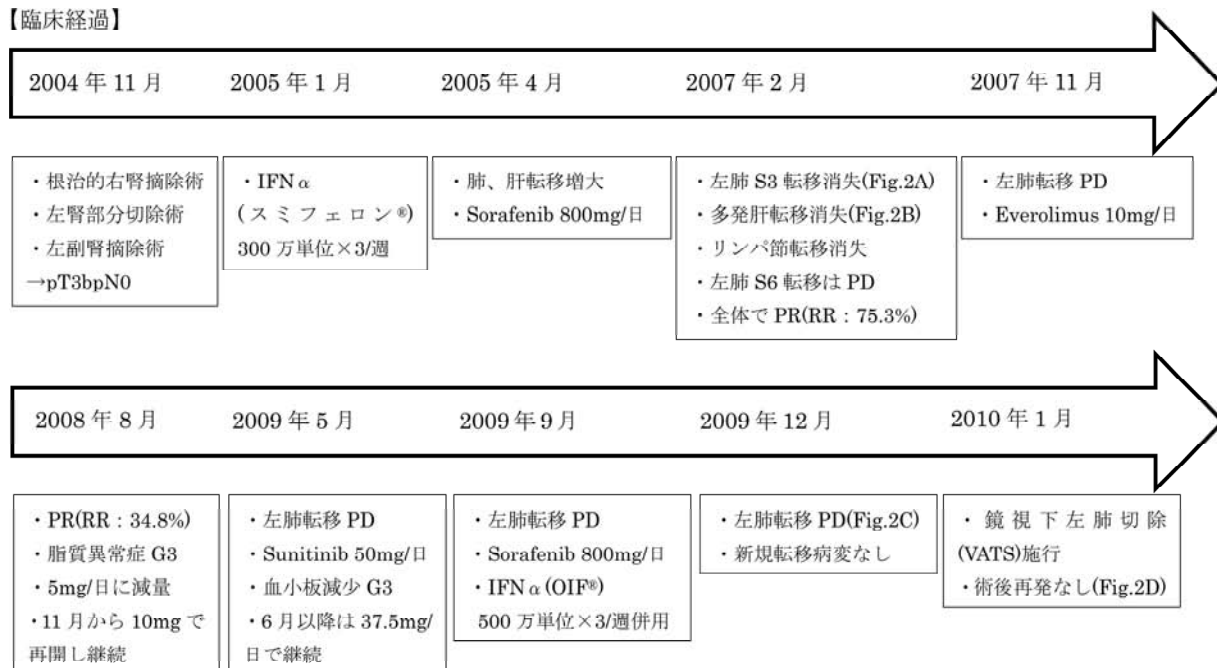 【臨床経過】
2004 年 11 月
2005 年 1 月
2005 年 4 月
2007 年 2 月
2007 年 11 月
・根治的右腎摘除術
・左腎部分切除術
・左副腎摘除術
→pT3bpN0
・IFNα
(スミフェロン®)
300 万単位×3/週
・肺、肝転移増大
・Sorafenib 800mg/日
・左肺 S3 転移消失(Fig.2A)
・多発肝転移消失(Fig.2B)
・リンパ節転移消失
・左肺 S6 転移は PD
・全体で PR(RR：75.3%)
・左肺転移 PD
・Everolimus 10mg/日
2008 年 8 月
2009 年 5 月
2009 年 9 月
2009 年 12 月
2010 年 1 月
・PR(RR：34.8%)
・脂質異常症 G3
・5mg/日に減量
・11 月から 10mg で
再開し継続
・左肺転移 PD
・Sunitinib 50mg/日
・血小板減少 G3
・6 月以降は 37.5mg/
日で継続
・左肺転移 PD
・Sorafenib 800mg/日
・IFNα(OIF®)
500 万単位×3/週併用
・左肺転移 PD(Fig.2C)
・新規転移病変なし
・鏡視下左肺切除
(VATS)施行
・術後再発なし(Fig.2D)